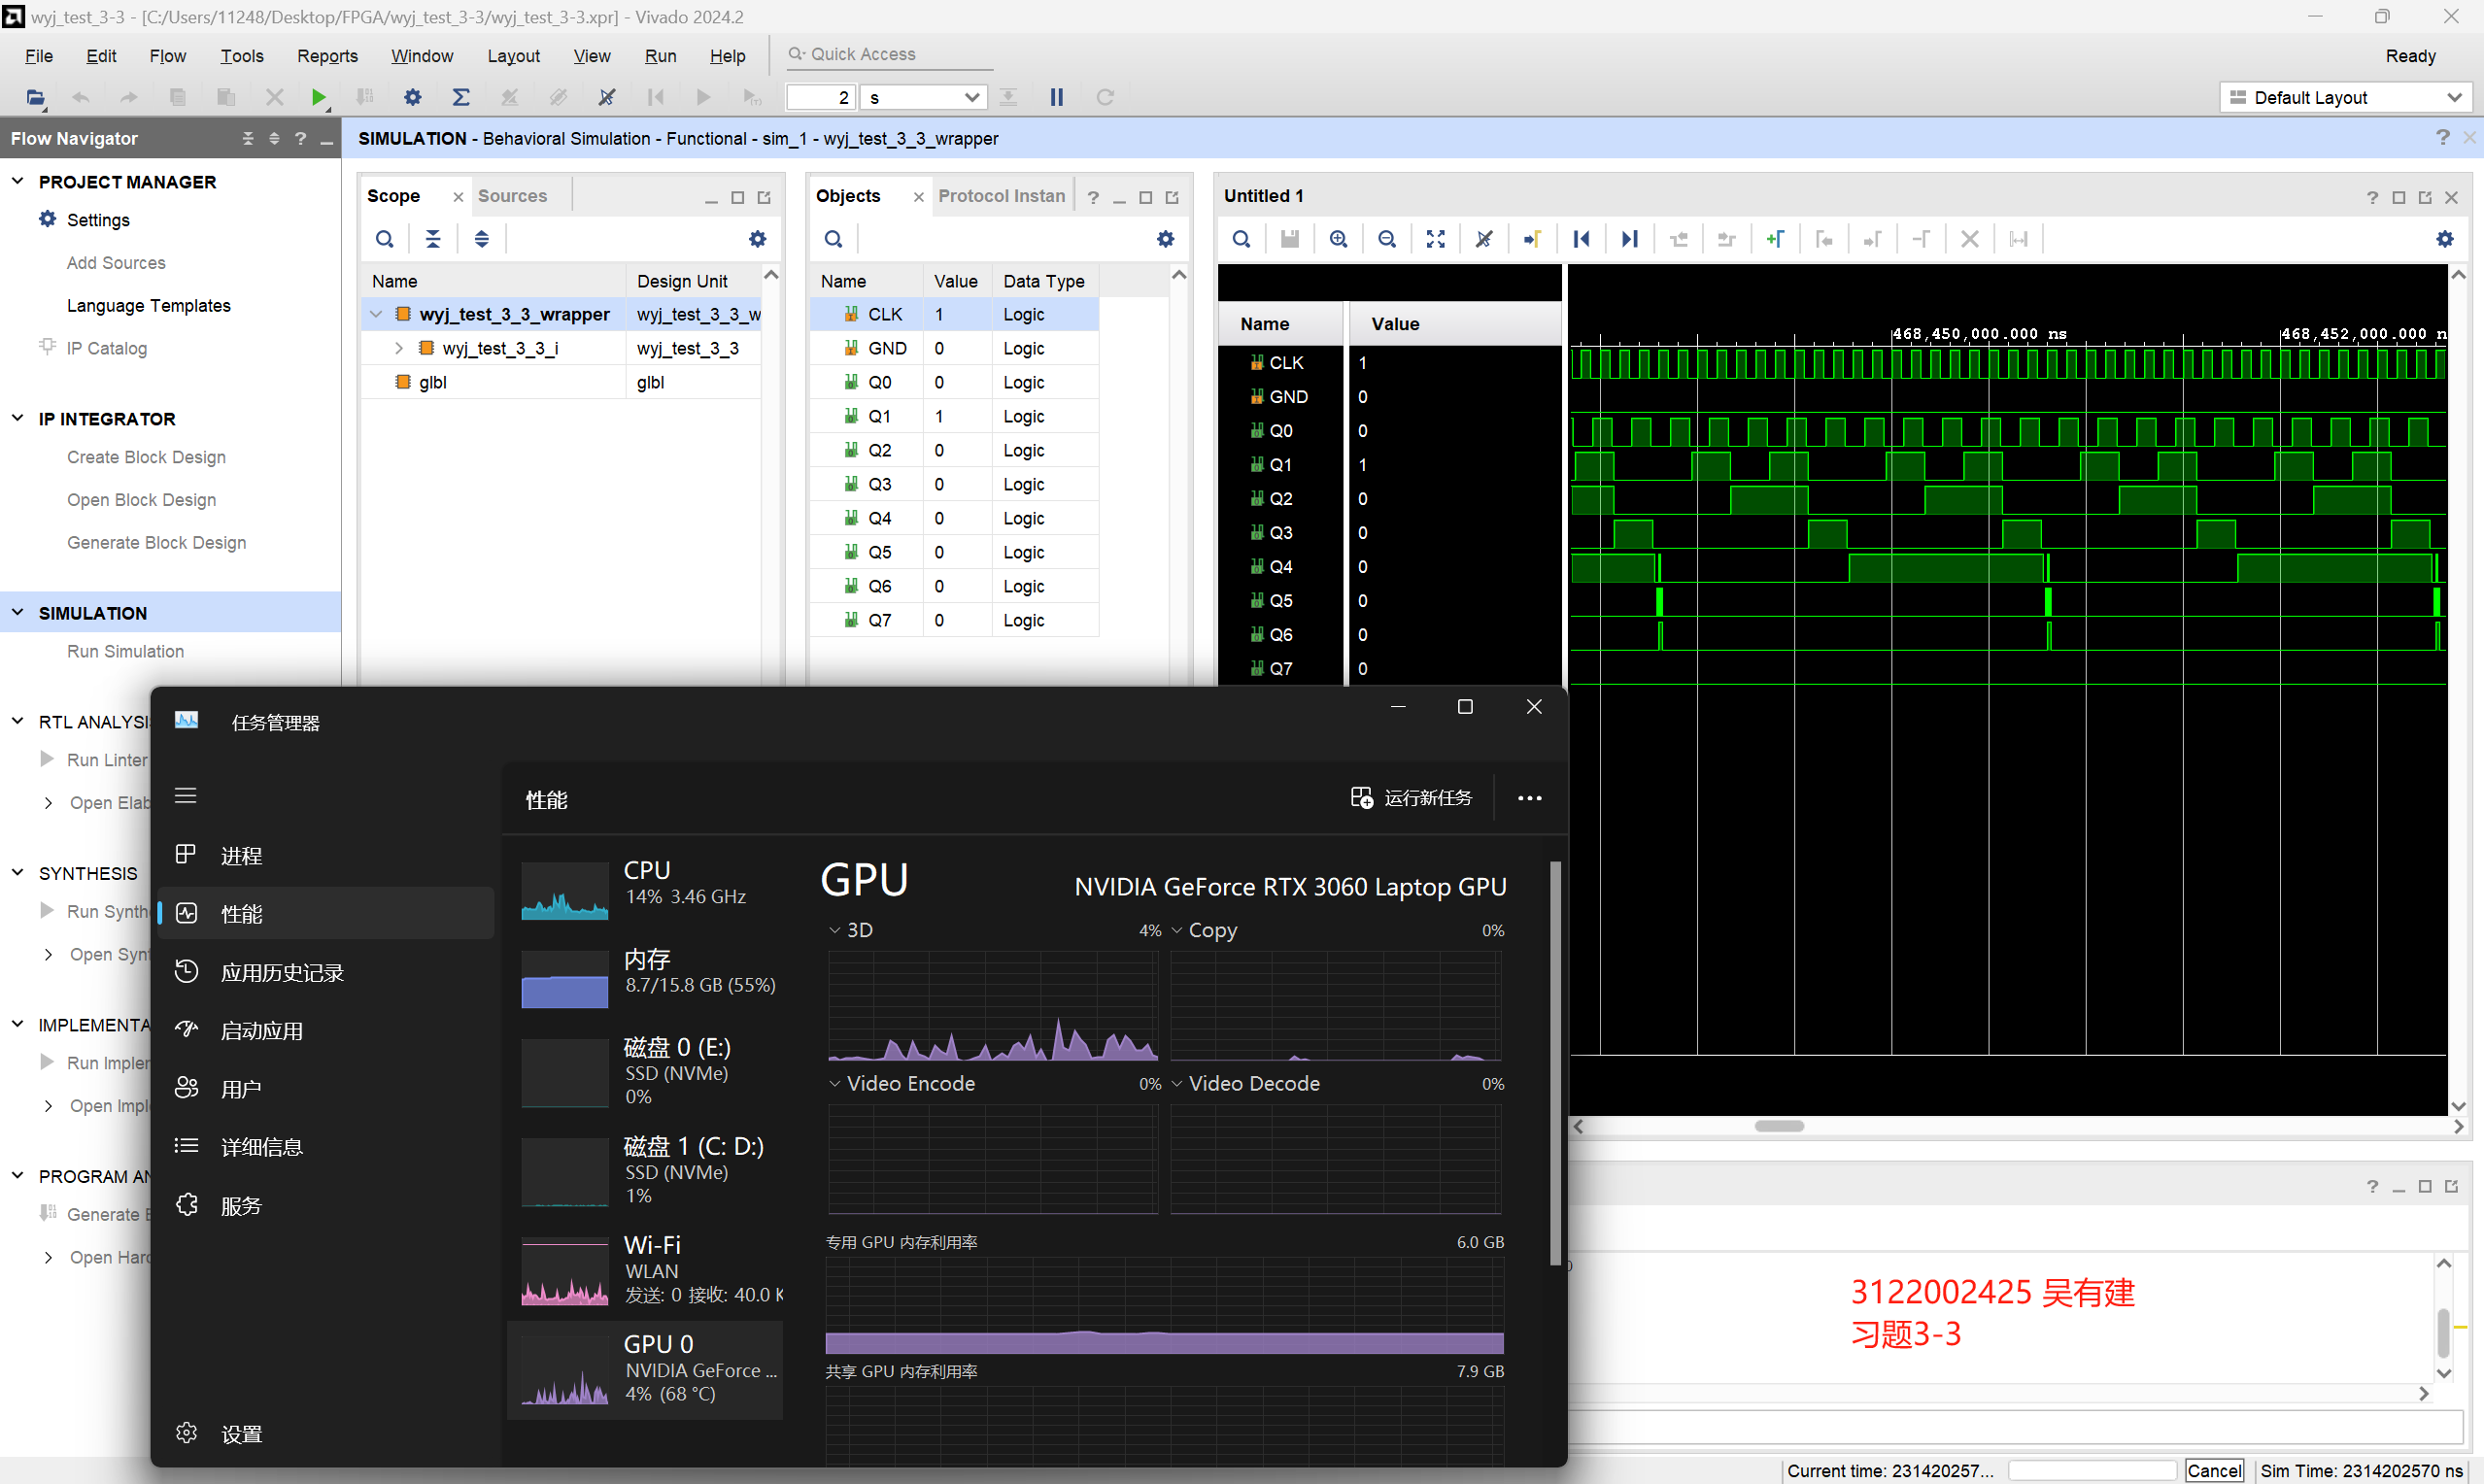 wyj_test_3-3 - [C:/Users/11248/Desktop/FPGA/wyj_test_3-3/wyj_test_3-3.xpr] - Vivado 2024.2
File Edit Flow Tools Reports Window Layout View Run Help Quick Access Ready
2 s Default Layout
Flow Navigator
SIMULATION - Behavioral Simulation - Functional - sim_1 - wyj_test_3_3_wrapper
PROJECT MANAGER
Settings
Add Sources
Language Templates
IP Catalog
IP INTEGRATOR
Create Block Design
Open Block Design
Generate Block Design
SIMULATION
Run Simulation
RTL ANALYSI
Run Linter
Open Elab
SYNTHESIS
Run Synth
Open Synt
IMPLEMENTA
Run Implem
Open Imple
PROGRAM AN
Generate
Open Hard
Scope Sources
Name Design Unit
wyj_test_3_3_wrapper wyj_test_3_3_w
wyj_test_3_3_i wyj_test_3_3
glbl glbl
Objects Protocol Instan
Name Value Data Type
CLK 1 Logic
GND 0 Logic
Q0 0 Logic
Q1 1 Logic
Q2 0 Logic
Q3 0 Logic
Q4 0 Logic
Q5 0 Logic
Q6 0 Logic
Q7 0 Logic
Untitled 1
Name Value
468,450,000.000 ns 468,452,000.000 n
CLK 1
GND 0
Q0 0
Q1 1
Q2 0
Q3 0
Q4 0
Q5 0
Q6 0
Q7 0
任务管理器
进程
性能
应用历史记录
启动应用
用户
详细信息
服务
设置
性能 运行新任务
CPU
14% 3.46 GHz
内存
8.7/15.8 GB (55%)
磁盘 0 (E:)
SSD (NVMe)
0%
磁盘 1 (C: D:)
SSD (NVMe)
1%
Wi-Fi
WLAN
发送: 0 接收: 40.0 K
GPU 0
NVIDIA GeForce ...
4% (68 °C)
GPU NVIDIA GeForce RTX 3060 Laptop GPU
3D 4% Copy 0%
Video Encode 0% Video Decode 0%
专用 GPU 内存利用率 6.0 GB
共享 GPU 内存利用率 7.9 GB
3122002425 吴有建
习题3-3
Current time: 231420257... Cancel Sim Time: 2314202570 ns